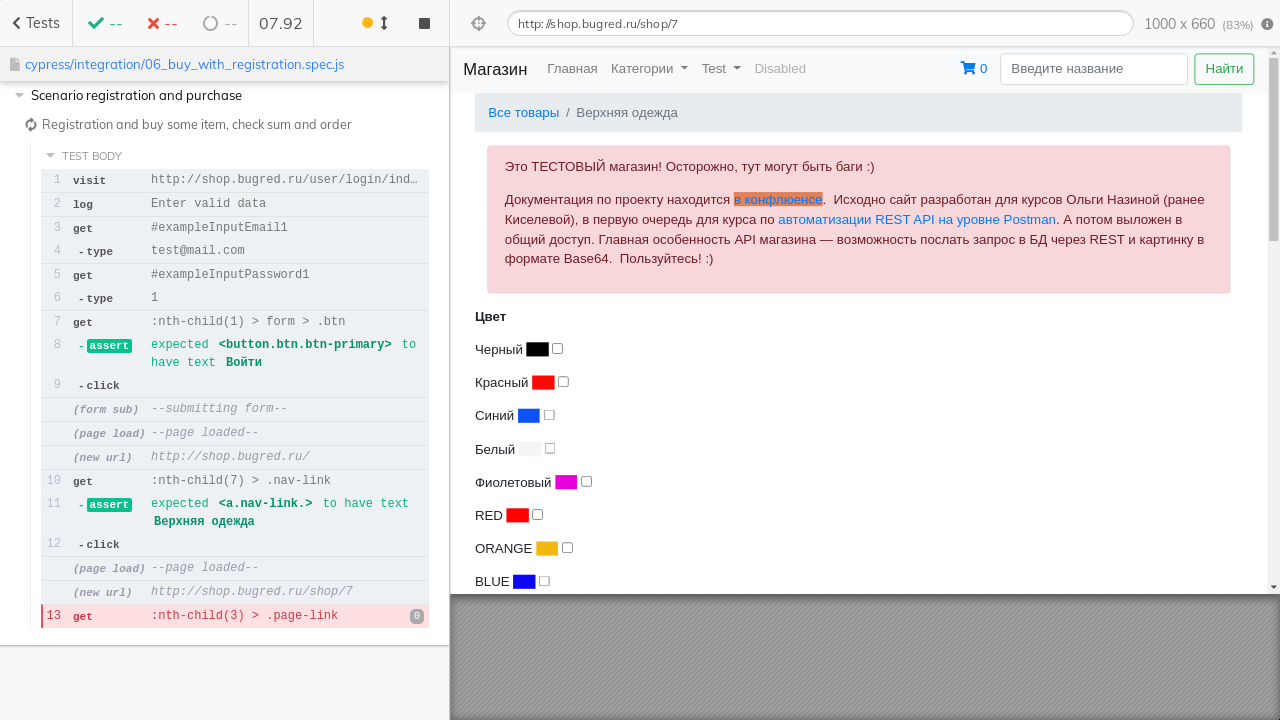 Tests -- -- -- 07.92 http://shop.bugred.ru/shop/7 1000 x 660 (83%)
cypress/integration/06_buy_with_registration.spec.js
Scenario registration and purchase
Registration and buy some item, check sum and order
TEST BODY
1 visit http://shop.bugred.ru/user/login/ind…
2 log Enter valid data
3 get #exampleInputEmail1
4 - type test@mail.com
5 get #exampleInputPassword1
6 - type 1
7 get :nth-child(1) > form > .btn
8 - assert expected <button.btn.btn-primary> to
have text Войти
9 - click
(form sub) --submitting form--
(page load) --page loaded--
(new url) http://shop.bugred.ru/
10 get :nth-child(7) > .nav-link
11 - assert expected <a.nav-link.> to have text
Верхняя одежда
12 - click
(page load) --page loaded--
(new url) http://shop.bugred.ru/shop/7
13 get :nth-child(3) > .page-link 0
Магазин Главная Категории Test Disabled 0 Введите название Найти
Все товары / Верхняя одежда
Это ТЕСТОВЫЙ магазин! Осторожно, тут могут быть баги :)
Документация по проекту находится в конфлюенсе. Исходно сайт разработан для курсов Ольги Назиной (ранее
Киселевой), в первую очередь для курса по автоматизации REST API на уровне Postman. А потом выложен в
общий доступ. Главная особенность API магазина — возможность послать запрос в БД через REST и картинку в
формате Base64. Пользуйтесь! :)
Цвет
Черный
Красный
Синий
Белый
Фиолетовый
RED
ORANGE
BLUE